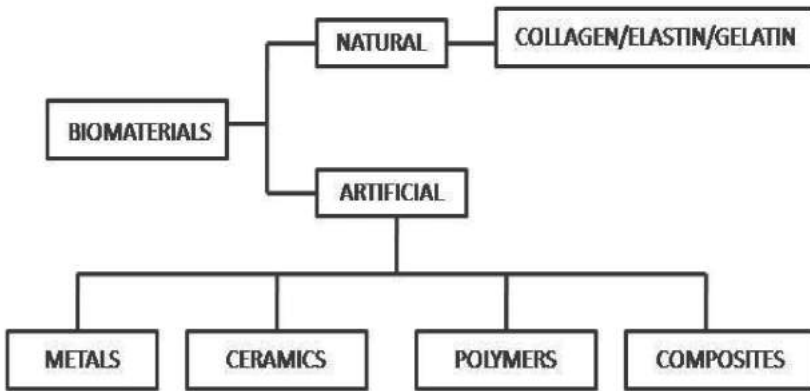 NATURAL
COLLAGEN/ELASTIN/GELATIN
BIOMATERIALS
ARTIFICIAL
METALS
CERAMICS
POLYMERS
COMPOSITES